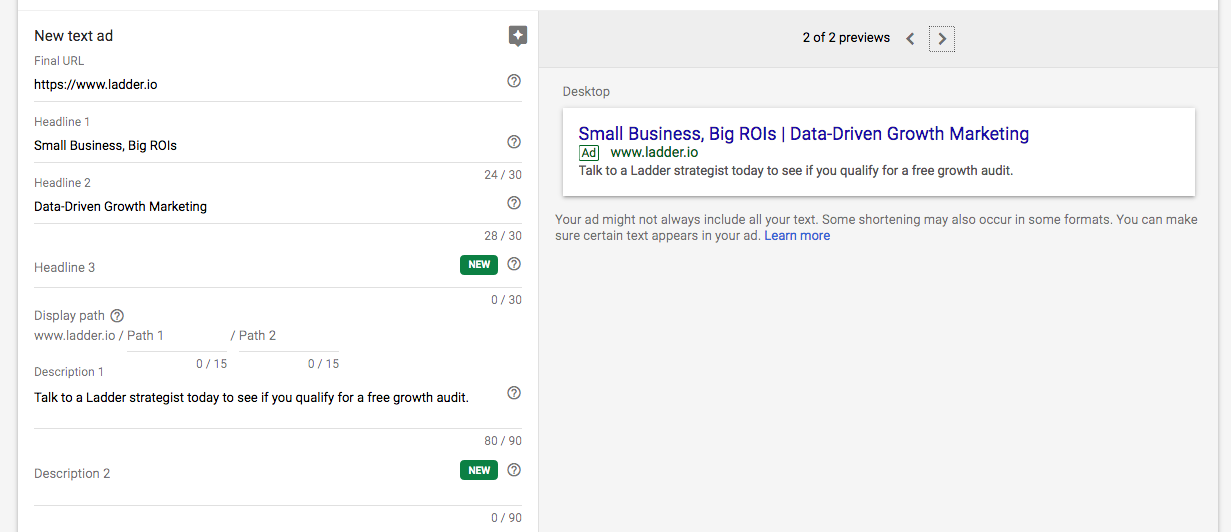 New text ad
Final URL
https://www.ladder.io
Headline 1
Small Business, Big ROIs
24 / 30
Headline 2
Data-Driven Growth Marketing
28 / 30
Headline 3
NEW
0 / 30
Display path
www.ladder.io / Path 1 / Path 2
0 / 15 0 / 15
Description 1
Talk to a Ladder strategist today to see if you qualify for a free growth audit.
80 / 90
Description 2
NEW
0 / 90
2 of 2 previews
Desktop
Small Business, Big ROIs | Data-Driven Growth Marketing
Ad www.ladder.io
Talk to a Ladder strategist today to see if you qualify for a free growth audit.
Your ad might not always include all your text. Some shortening may also occur in some formats. You can make
sure certain text appears in your ad. Learn more